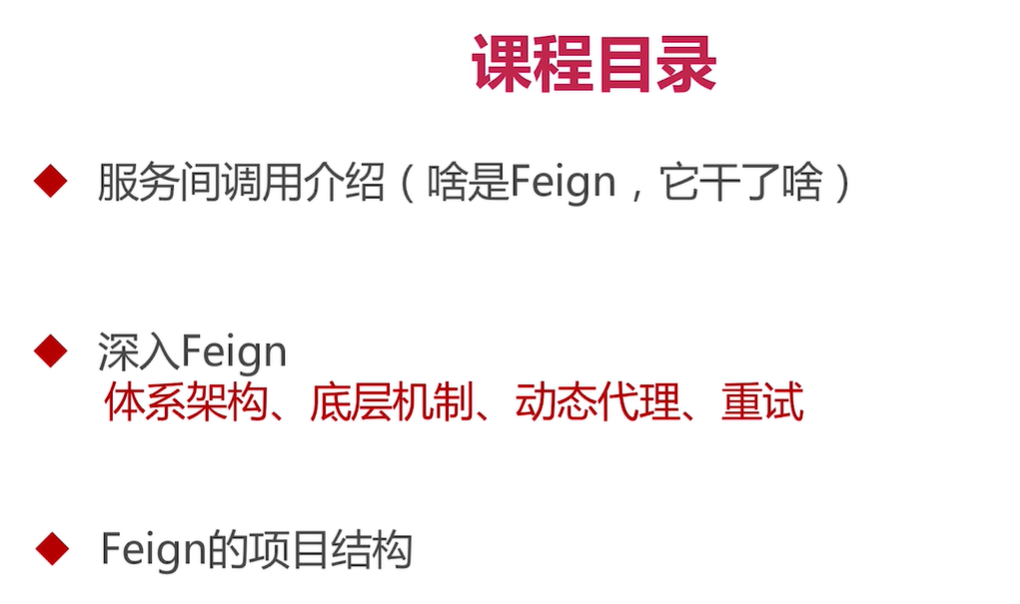 课程目录
服务间调用介绍（啥是Feign，它干了啥）
深入Feign
体系架构、底层机制、动态代理、重试
Feign的项目结构